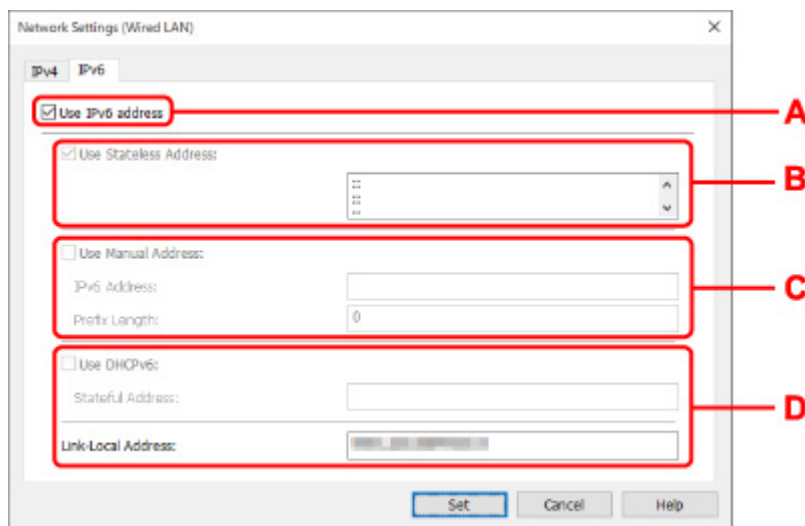 Network Settings (Wired LAN)
IPv4 IPv6
Use IPv6 address
A
Use Stateless Address:
::
::
::
B
Use Manual Address:
IPv6 Address:
C
Prefix Length: 0
Use DHCPv6:
Stateful Address:
D
Link-Local Address:
Set Cancel Help